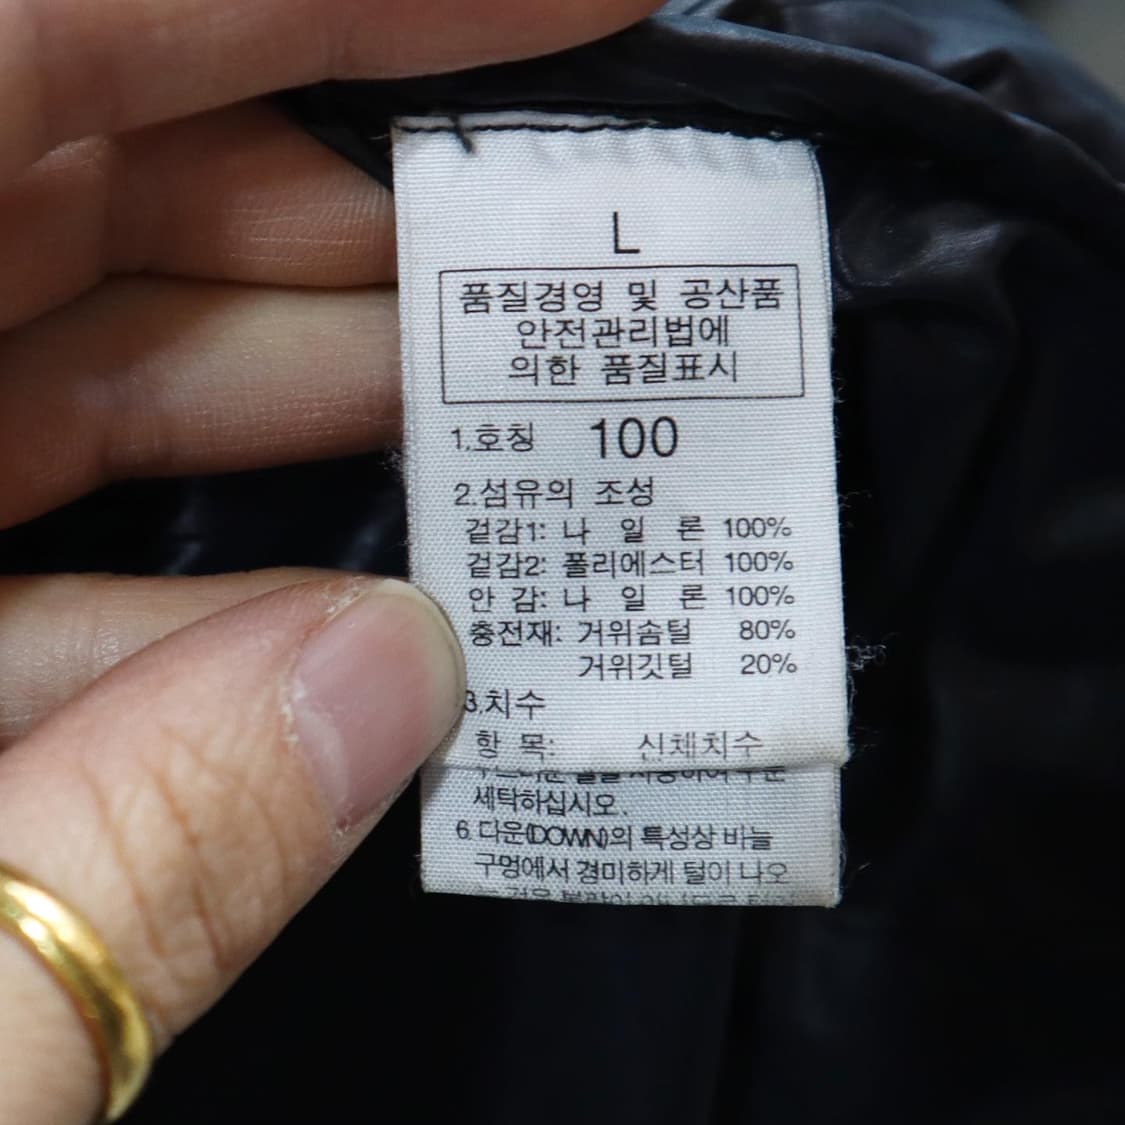 L
품질경영 및 공산품
안전관리법에
의한 품질표시
1.호칭 100
2.섬유의 조성
겉감1: 나 일 론 100%
겉감2: 폴리에스터 100%
안 감: 나 일 론 100%
충전재: 거위솜털 80%
거위깃털 20%
3.치수
항 목: 신체치수
세탁하십시오.
6.다운(DOWN)의 특성상 바늘
구멍에서 경미하게 털이 나오